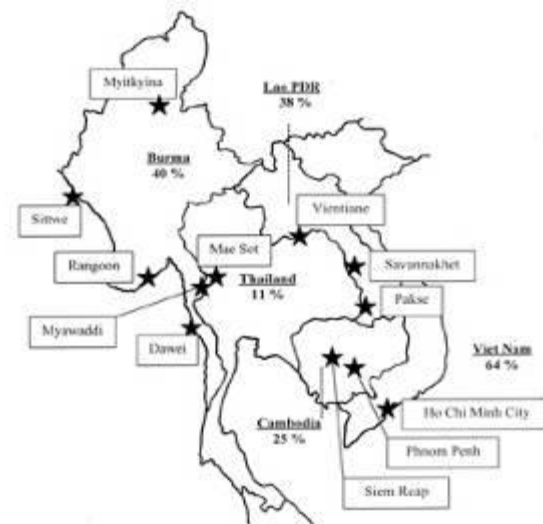 Myitkyina
Lao PDR
38 %
Burma
40 %
Sittwe
Vientiane
Mae Sot
Rangoon
Savannakhet
Thailand
11 %
Pakse
Myawaddi
Dawei
Viet Nam
64 %
Ho Chi Minh City
Cambodia
25 %
Phnom Penh
Siem Reap